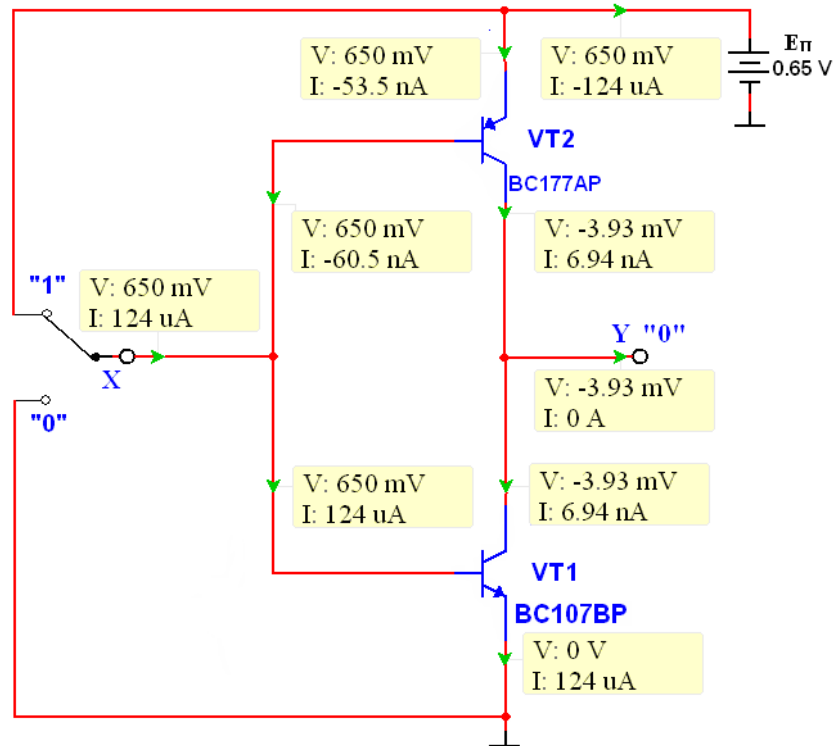 V: 650 mV
I: -53.5 nA
V: 650 mV
I: -124 uA
Eп
0.65 V
VT2
BC177AP
V: 650 mV
I: -60.5 nA
V: -3.93 mV
I: 6.94 nA
"1"
V: 650 mV
I: 124 uA
X
Y "0"
"0"
V: -3.93 mV
I: 0 A
V: 650 mV
I: 124 uA
V: -3.93 mV
I: 6.94 nA
VT1
BC107BP
V: 0 V
I: 124 uA